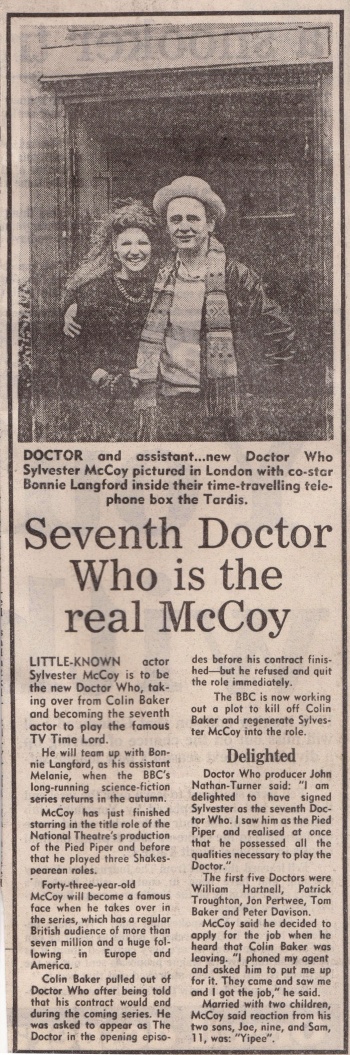 DOCTOR and assistant...new Doctor Who
Sylvester McCoy pictured in London with co-star
Bonnie Langford inside their time-travelling tele-
phone box the Tardis.
Seventh Doctor
Who is the
real McCoy
LITTLE-KNOWN actor
Sylvester McCoy is to be
the new Doctor Who, tak-
ing over from Colin Baker
and becoming the seventh
actor to play the famous
TV Time Lord.
He will team up with Bon-
nie Langford, as his assistant
Melanie, when the BBC's
long-running science-fiction
series returns in the autumn.
McCoy has just finished
starring in the title role of the
National Theatre's production
of the Pied Piper and before
that he played three Shakes-
pearean roles.
Forty-three-year-old
McCoy will become a famous
face when he takes over in
the series, which has a regular
British audience of more than
seven million and a huge fol-
lowing in Europe and
America.
Colin Baker pulled out of
Doctor Who after being told
that his contract would end
during the coming series. He
was asked to appear as The
Doctor in the opening episo-
des before his contract finis-
hed—but he refused and quit
the role immediately.
The BBC is now working
out a plot to kill off Colin
Baker and regenerate Sylves-
ter McCoy into the role.
Delighted
Doctor Who producer John
Nathan-Turner said: "I am
delighted to have signed
Sylvester as the seventh Doc-
tor Who. I saw him as the Pied
Piper and realised at once
that he possessed all the
qualities necessary to play the
Doctor."
The first five Doctors were
William Hartnell, Patrick
Troughton, Jon Pertwee, Tom
Baker and Peter Davison.
McCoy said he decided to
apply for the job when he
heard that Colin Baker was
leaving. "I phoned my agent
and asked him to put me up
for it. They came and saw me
and I got the job," he said.
Married with two children,
McCoy said reaction from his
two sons, Joe, nine, and Sam,
11, was: "Yipee".